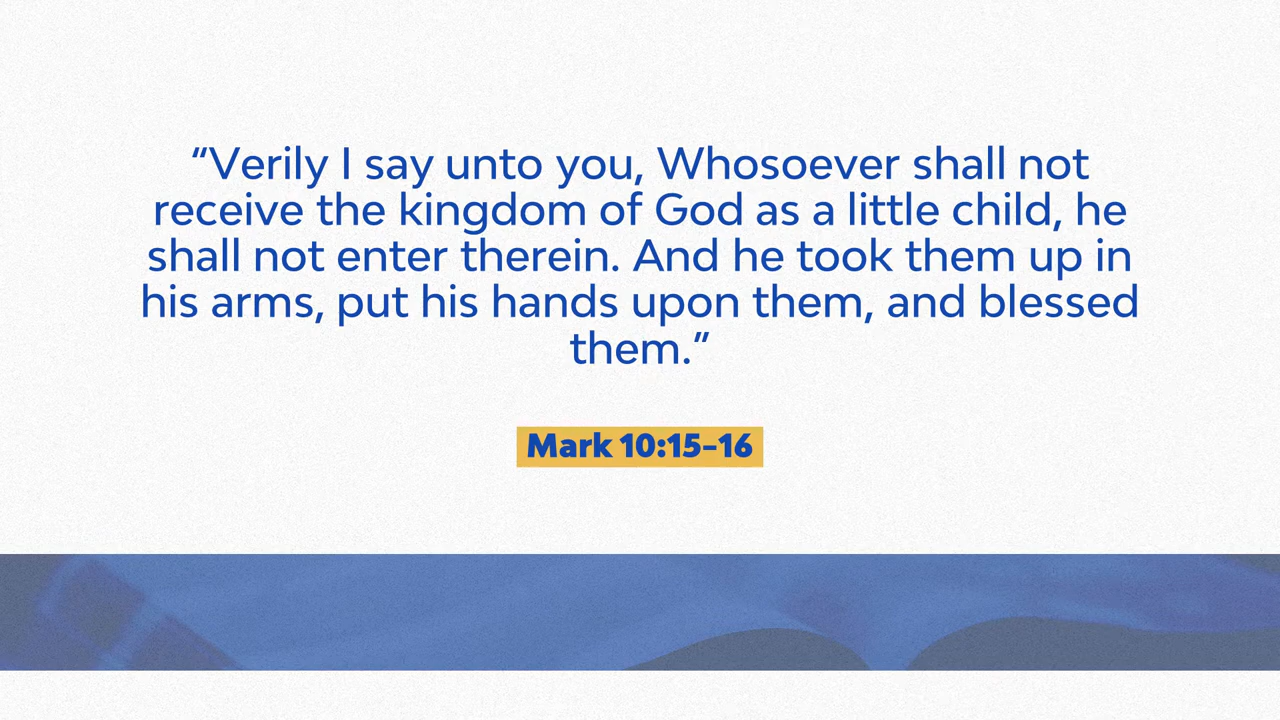 “Verily I say unto you, Whosoever shall not
receive the kingdom of God as a little child, he
shall not enter therein. And he took them up in
his arms, put his hands upon them, and blessed
them.”
Mark 10:15–16